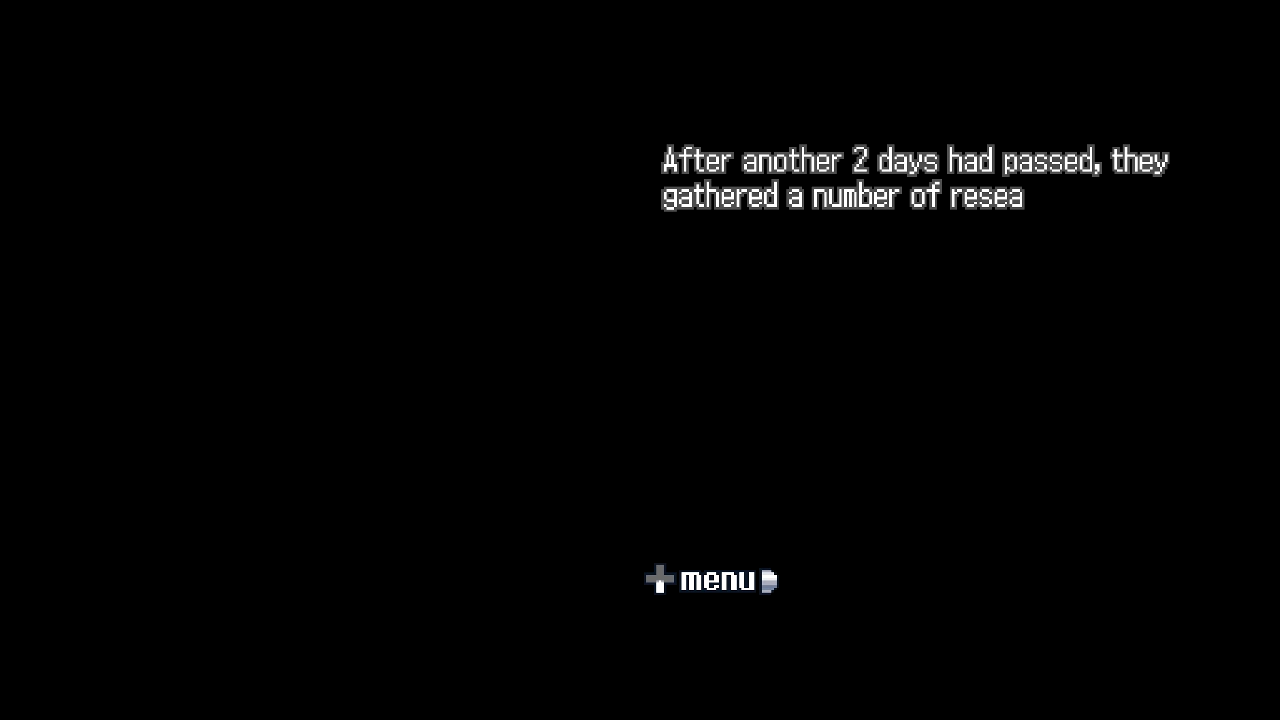 After another 2 days had passed, they
gathered a number of resea
menu